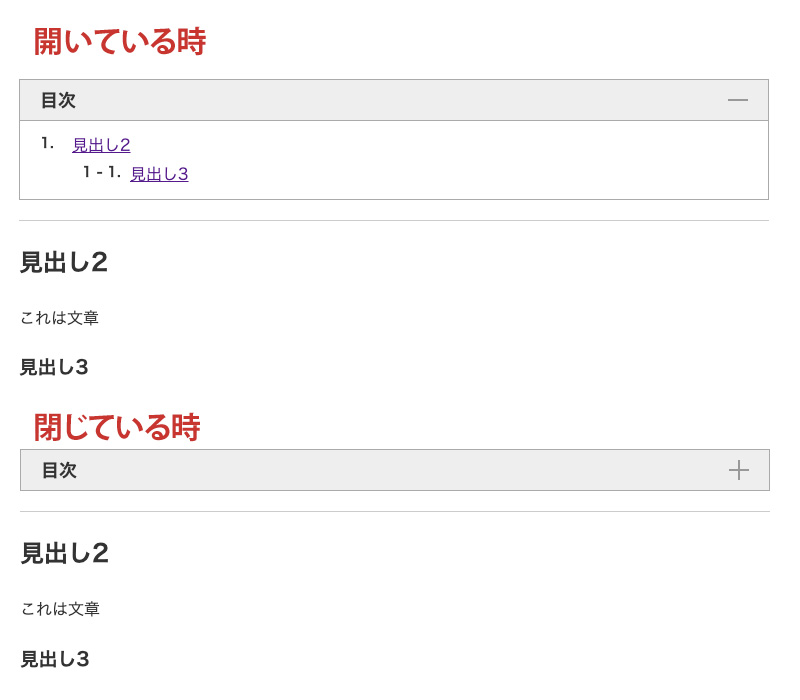 開いている時
目次
1. 見出し2
1 - 1. 見出し3
見出し2
これは文章
見出し3
閉じている時
目次
見出し2
これは文章
見出し3